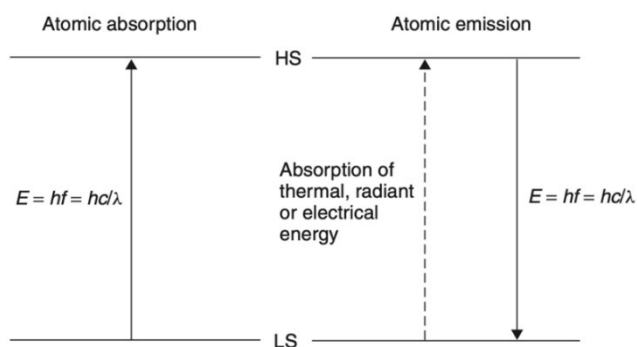 Atomic absorption
Atomic emission
HS
E = hf = hc/λ
Absorption of
thermal, radiant
or electrical
energy
E = hf = hc/λ
LS